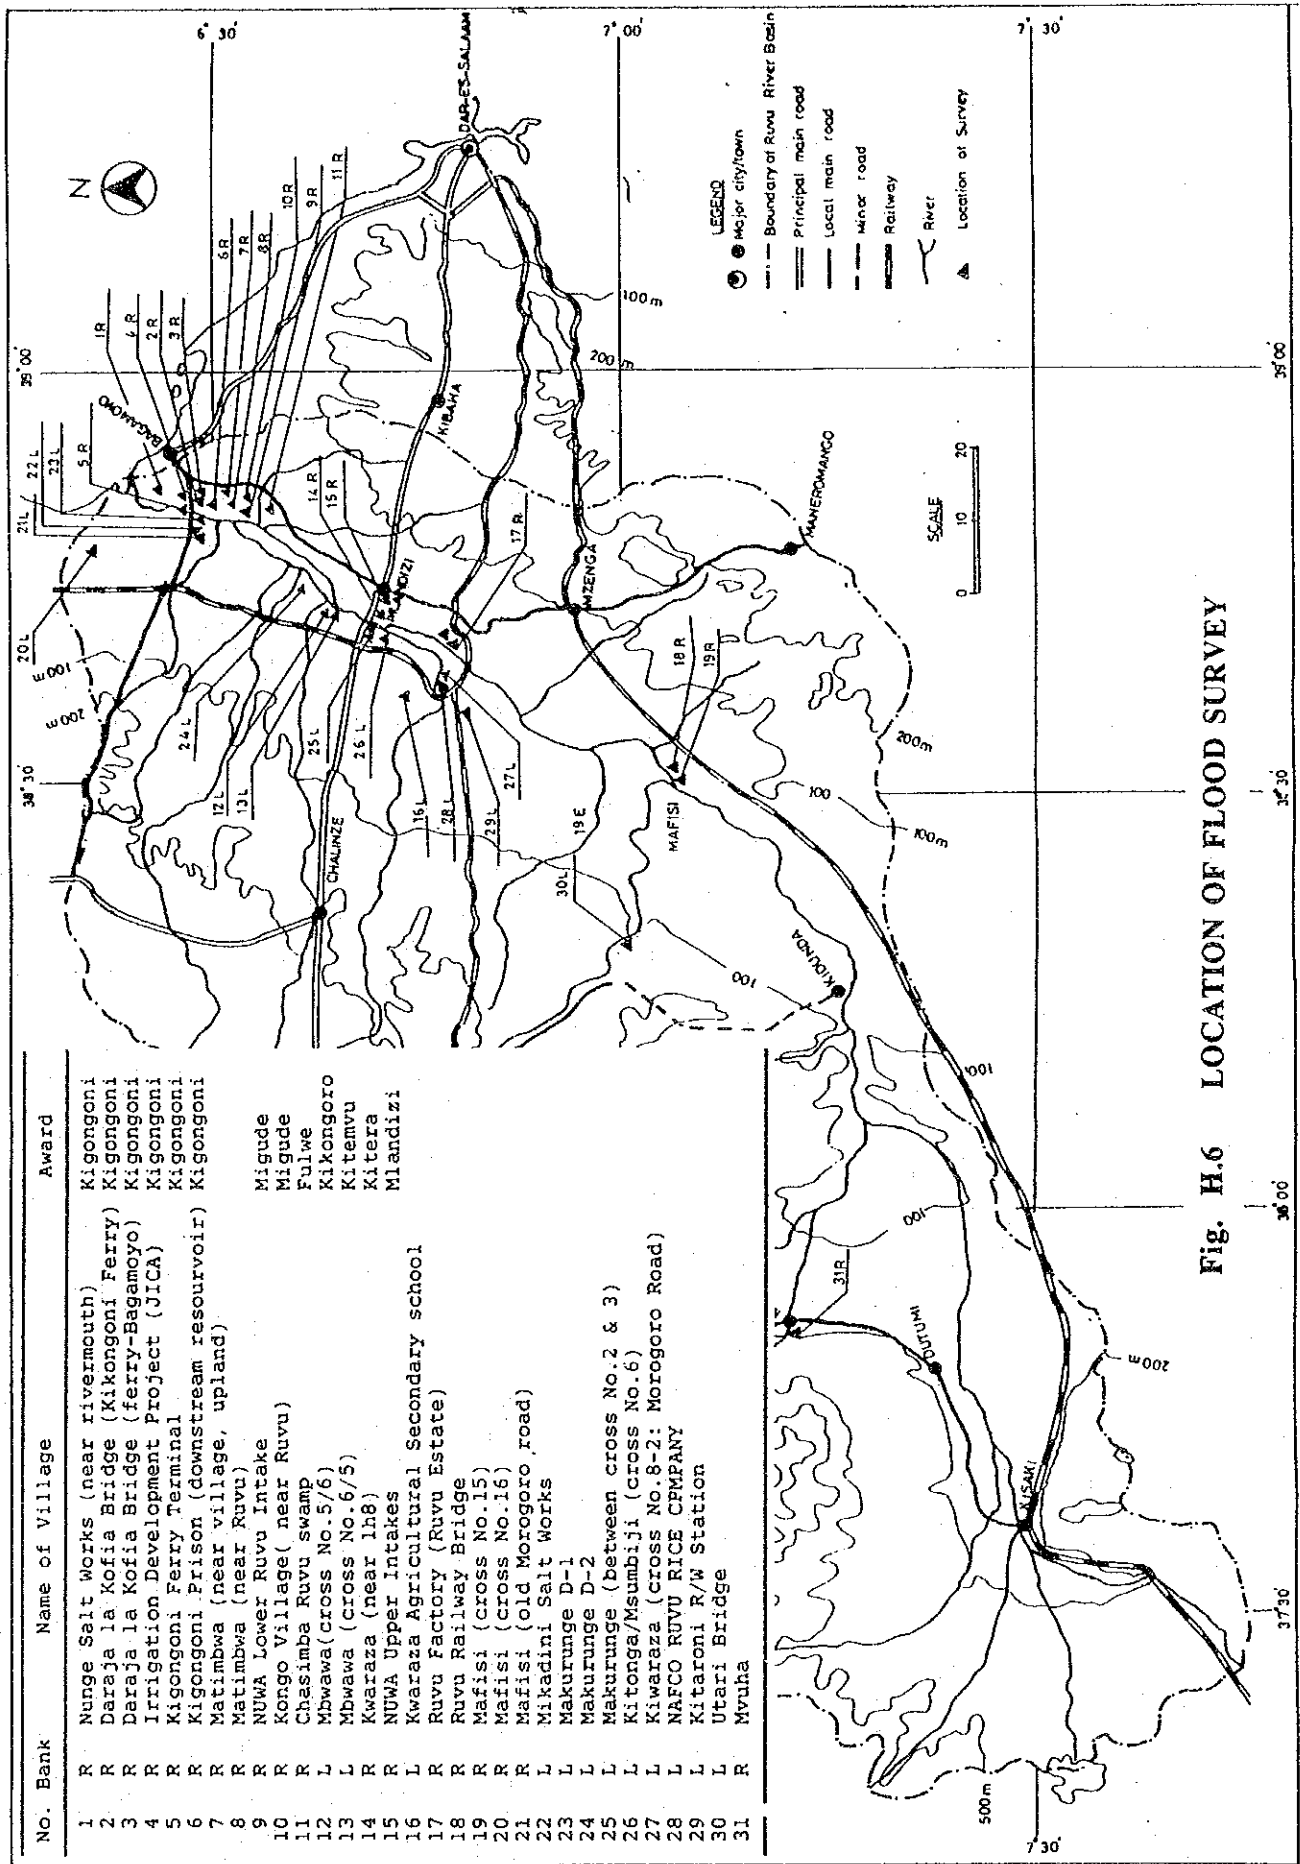 No. Bank Name of Village Award
1 R Nunge Salt Works (near rivermouth) Kigongoni
2 R Daraja la Kofia Bridge (Kikongoni Ferry) Kigongoni
3 R Daraja la Kofia Bridge (ferry-Bagamoyo) Kigongoni
4 R Irrigation Development Project (JICA) Kigongoni
5 R Kigongoni Ferry Terminal Kigongoni
6 R Kigongoni Prison (downstream resourvoir) Kigongoni
7 R Matimbwa (near village, upland)
8 R Matimbwa (near Ruvu)
9 R NUWA Lower Ruvu Intake Migude
10 R Kongo Village( near Ruvu) Migude
11 R Chasimba Ruvu swamp Fulwe
12 L Mbwawa(cross No.5/6) Kikongoro
13 L Mbwawa (cross No.6/5) Kitemvu
14 R Kwaraza (near 1h8) Kitera
15 R NUWA Upper Intakes Mlandizi
16 L Kwaraza Agricultural Secondary school
17 R Ruvu Factory (Ruvu Estate)
18 R Ruvu Railway Bridge
19 R Mafisi (cross No.15)
20 R Mafisi (cross No.16)
21 R Mafisi (old Morogoro road)
22 L Mikadini Salt Works
23 L Makurunge D-1
24 L Makurunge D-2
25 L Makurunge (between cross No.2 & 3)
26 L Kitonga/Msumbiji (cross No.6)
27 L Kiwaraza (cross No.8-2: Morogoro Road)
28 L NAFCO RUVU RICE CPMPANY
29 L Kitaroni R/W Station
30 L Utari Bridge
31 R Mvuha
38°30'
39°00'
6°30'
7°00'
7°30'
N
20L
21L
22L
23L
5R
1R
4R
2R
3R
6R
7R
8R
10R
9R
11R
BAGAMOYO
DAR-ES-SALAAM
100m
200m
24L
12L
13L
25L
26L
14R
15R
MLANDIZI
KIBAHA
CHALINZE
16L
28L
29L
27L
17R
200m
100m
MZENGA
MANEROMANGO
19E
30L
MAFISI
18R
19R
200m
100
100m
100
KIDUNDA
LEGEND
Major city/town
Boundary of Ruvu River Basin
Principal main road
Local main road
Minor road
Railway
River
Location of Survey
SCALE
0 10 20
31R
DUTUMI
KISAKI
100
100
200m
500m
7°30'
37°30'
38°00'
39°00'
Fig. H.6 LOCATION OF FLOOD SURVEY